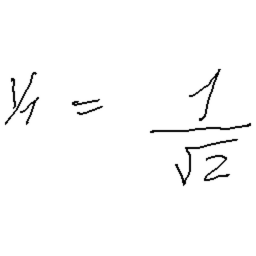 y₁ = 1/√2